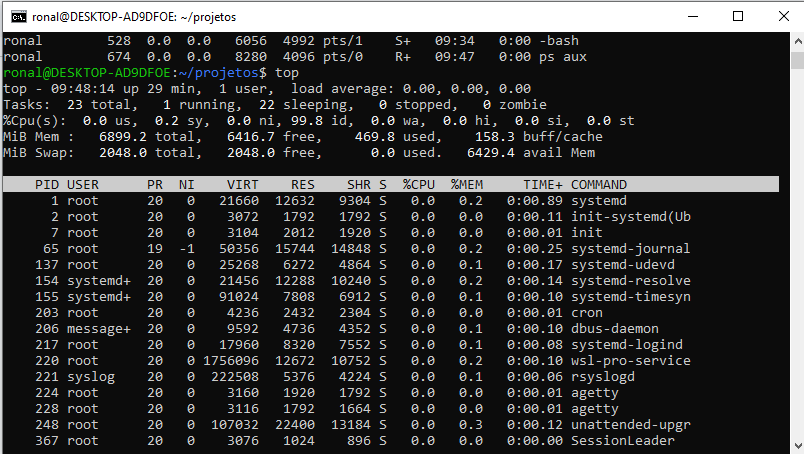 ronal@DESKTOP-AD9DFOE: ~/projetos
ronal        528  0.0  0.0   6056  4992 pts/1    S+   09:34   0:00 -bash
ronal        674  0.0  0.0   8280  4096 pts/0    R+   09:47   0:00 ps aux
ronal@DESKTOP-AD9DFOE:~/projetos$ top
top - 09:48:14 up 29 min,  1 user,  load average: 0.00, 0.00, 0.00
Tasks:  23 total,   1 running,  22 sleeping,   0 stopped,   0 zombie
%Cpu(s):  0.0 us,  0.2 sy,  0.0 ni, 99.8 id,  0.0 wa,  0.0 hi,  0.0 si,  0.0 st
MiB Mem :   6899.2 total,   6416.7 free,    469.8 used,    158.3 buff/cache
MiB Swap:   2048.0 total,   2048.0 free,      0.0 used.   6429.4 avail Mem
    PID USER      PR  NI    VIRT    RES    SHR S  %CPU  %MEM     TIME+ COMMAND
      1 root      20   0   21660  12632   9304 S   0.0   0.2   0:00.89 systemd
      2 root      20   0    3072   1792   1792 S   0.0   0.0   0:00.11 init-systemd(Ub
      7 root      20   0    3104   2012   1920 S   0.0   0.0   0:00.01 init
     65 root      19  -1   50356  15744  14848 S   0.0   0.2   0:00.25 systemd-journal
    137 root      20   0   25268   6272   4864 S   0.0   0.1   0:00.17 systemd-udevd
    154 systemd+  20   0   21456  12288  10240 S   0.0   0.2   0:00.14 systemd-resolve
    155 systemd+  20   0   91024   7808   6912 S   0.0   0.1   0:00.10 systemd-timesyn
    203 root      20   0    4236   2432   2304 S   0.0   0.0   0:00.01 cron
    206 message+  20   0    9592   4736   4352 S   0.0   0.1   0:00.10 dbus-daemon
    217 root      20   0   17960   8320   7552 S   0.0   0.1   0:00.08 systemd-logind
    220 root      20   0 1756096  12672  10752 S   0.0   0.2   0:00.10 wsl-pro-service
    221 syslog    20   0  222508   5376   4224 S   0.0   0.1   0:00.06 rsyslogd
    224 root      20   0    3160   1920   1792 S   0.0   0.0   0:00.01 agetty
    228 root      20   0    3116   1792   1664 S   0.0   0.0   0:00.01 agetty
    248 root      20   0  107032  22400  13184 S   0.0   0.3   0:00.12 unattended-upgr
    367 root      20   0    3076   1024    896 S   0.0   0.0   0:00.00 SessionLeader